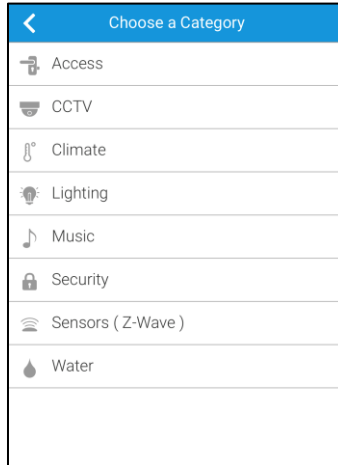 Choose a Category
Access
CCTV
Climate
Lighting
Music
Security
Sensors ( Z-Wave )
Water